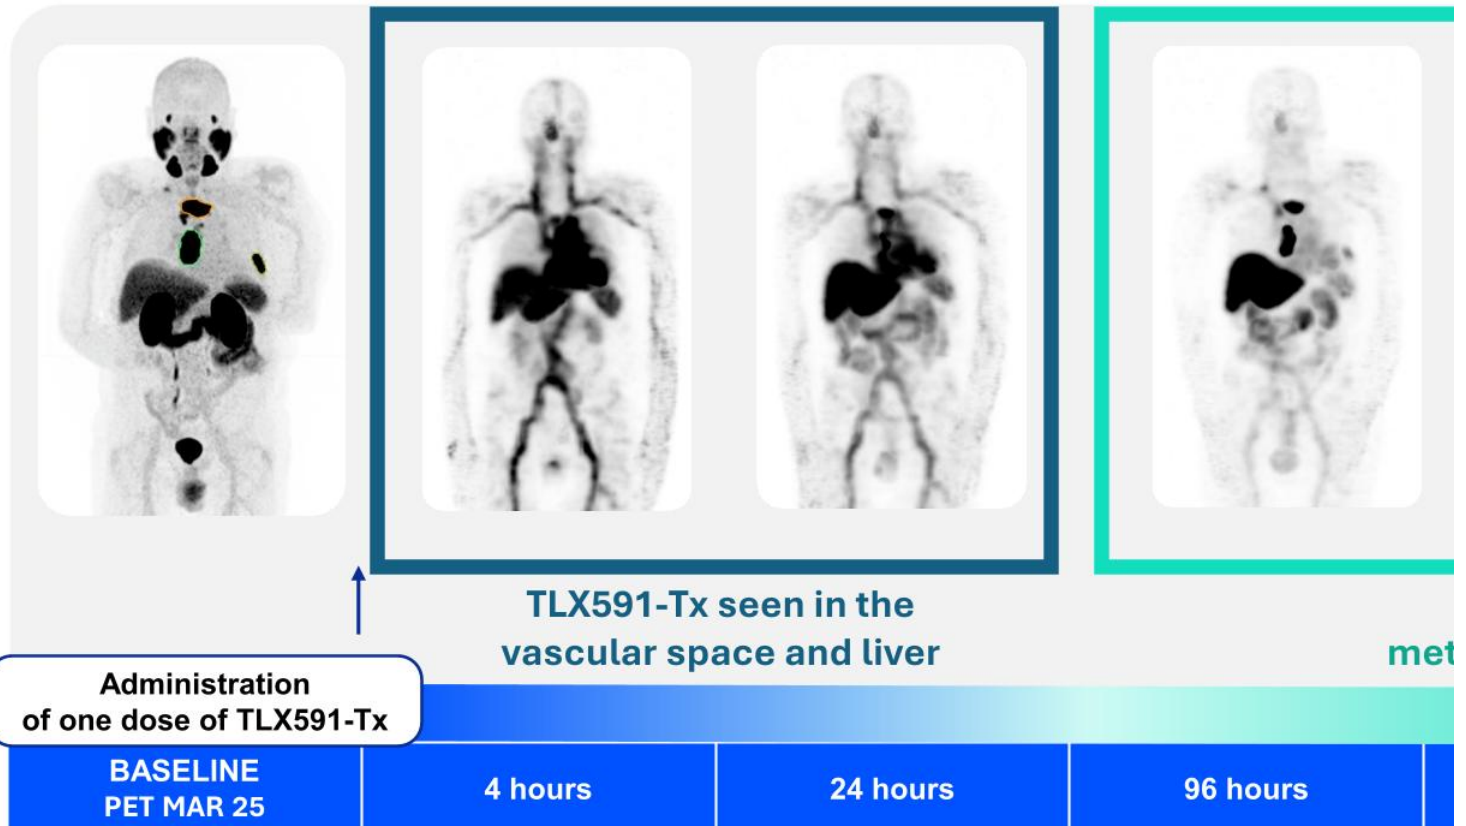 TLX591-Tx seen in the
vascular space and liver
met
Administration
of one dose of TLX591-Tx
BASELINE
PET MAR 25
4 hours
24 hours
96 hours